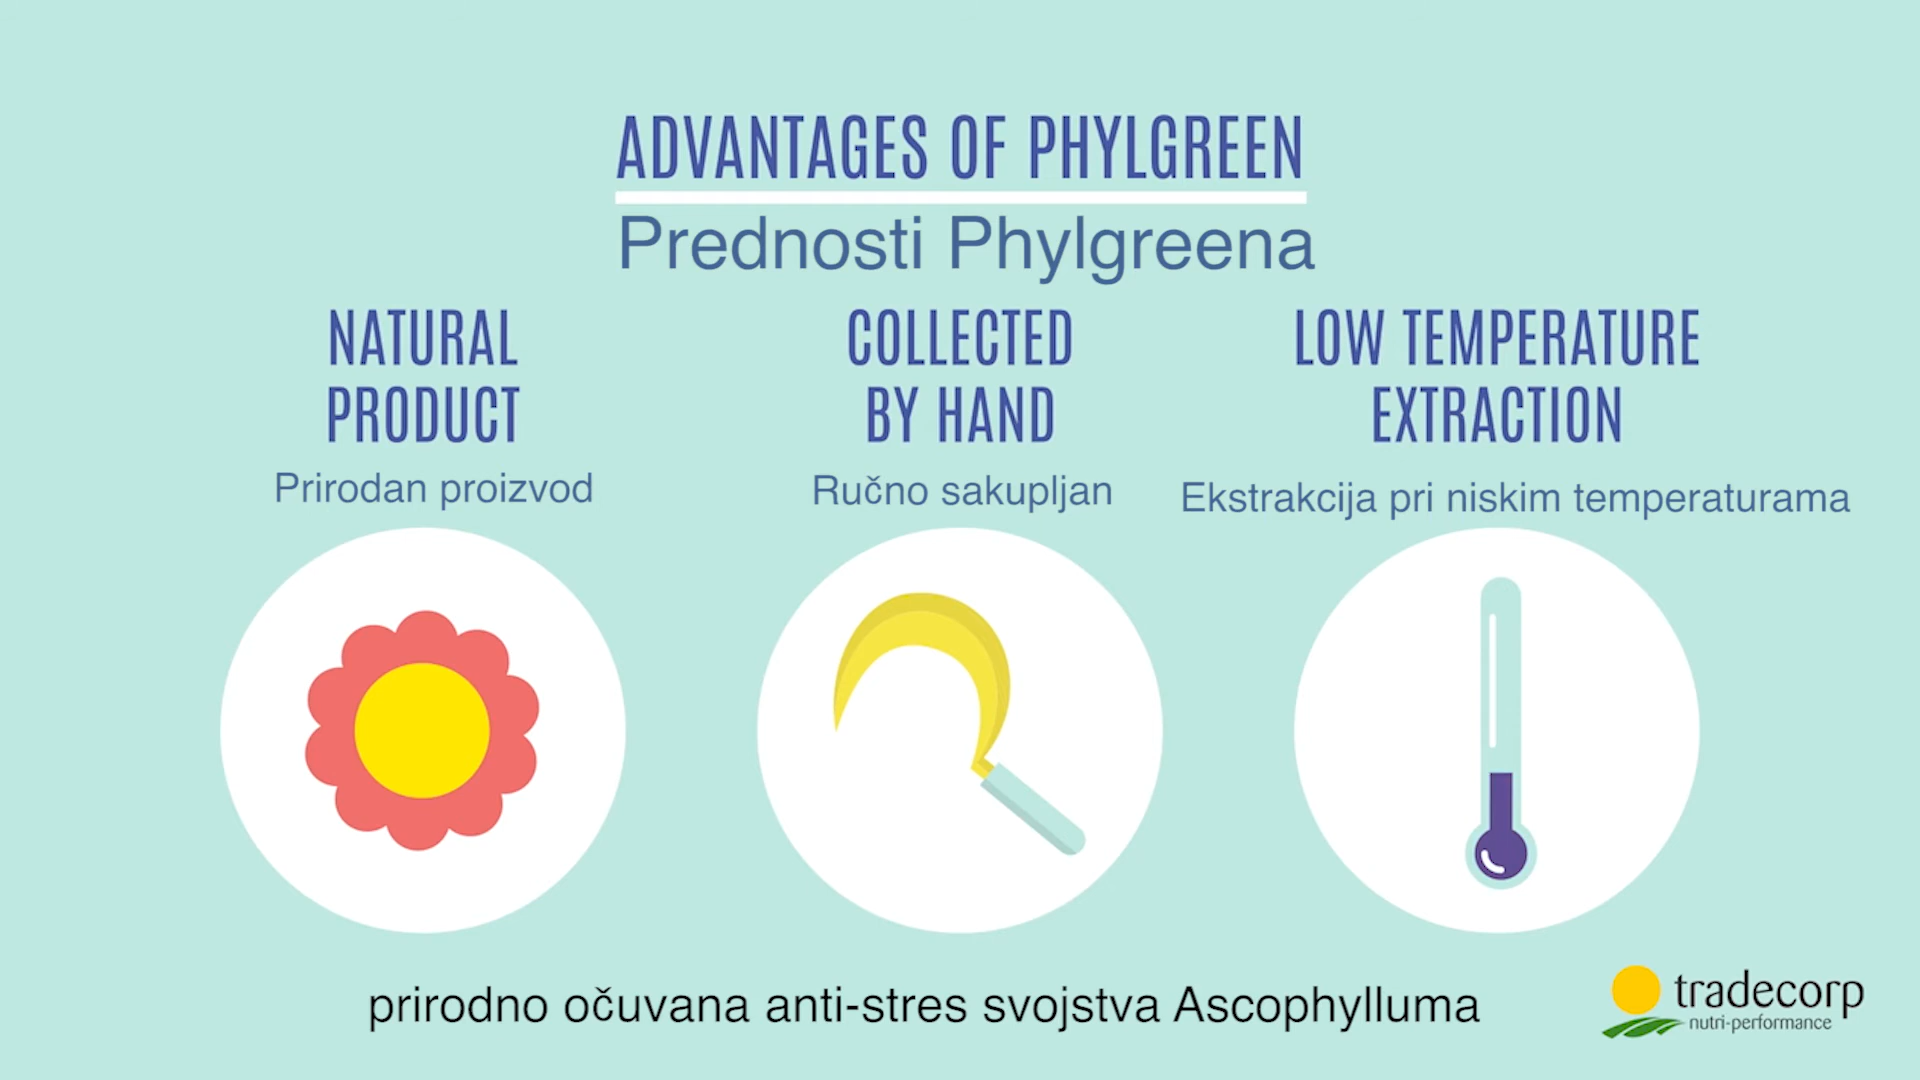 ADVANTAGES OF PHYLGREEN
Prednosti Phylgreena
NATURAL
PRODUCT
Prirodan proizvod
COLLECTED
BY HAND
Ručno sakupljan
LOW TEMPERATURE
EXTRACTION
Ekstrakcija pri niskim temperaturama
prirodno očuvana anti-stres svojstva Ascophylluma
tradecorp
nutri-performance